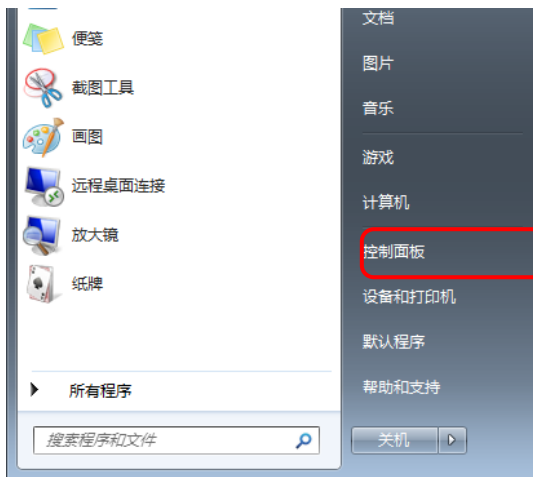 便笺
截图工具
画图
远程桌面连接
放大镜
纸牌
所有程序
搜索程序和文件
文档
图片
音乐
游戏
计算机
控制面板
设备和打印机
默认程序
帮助和支持
关机